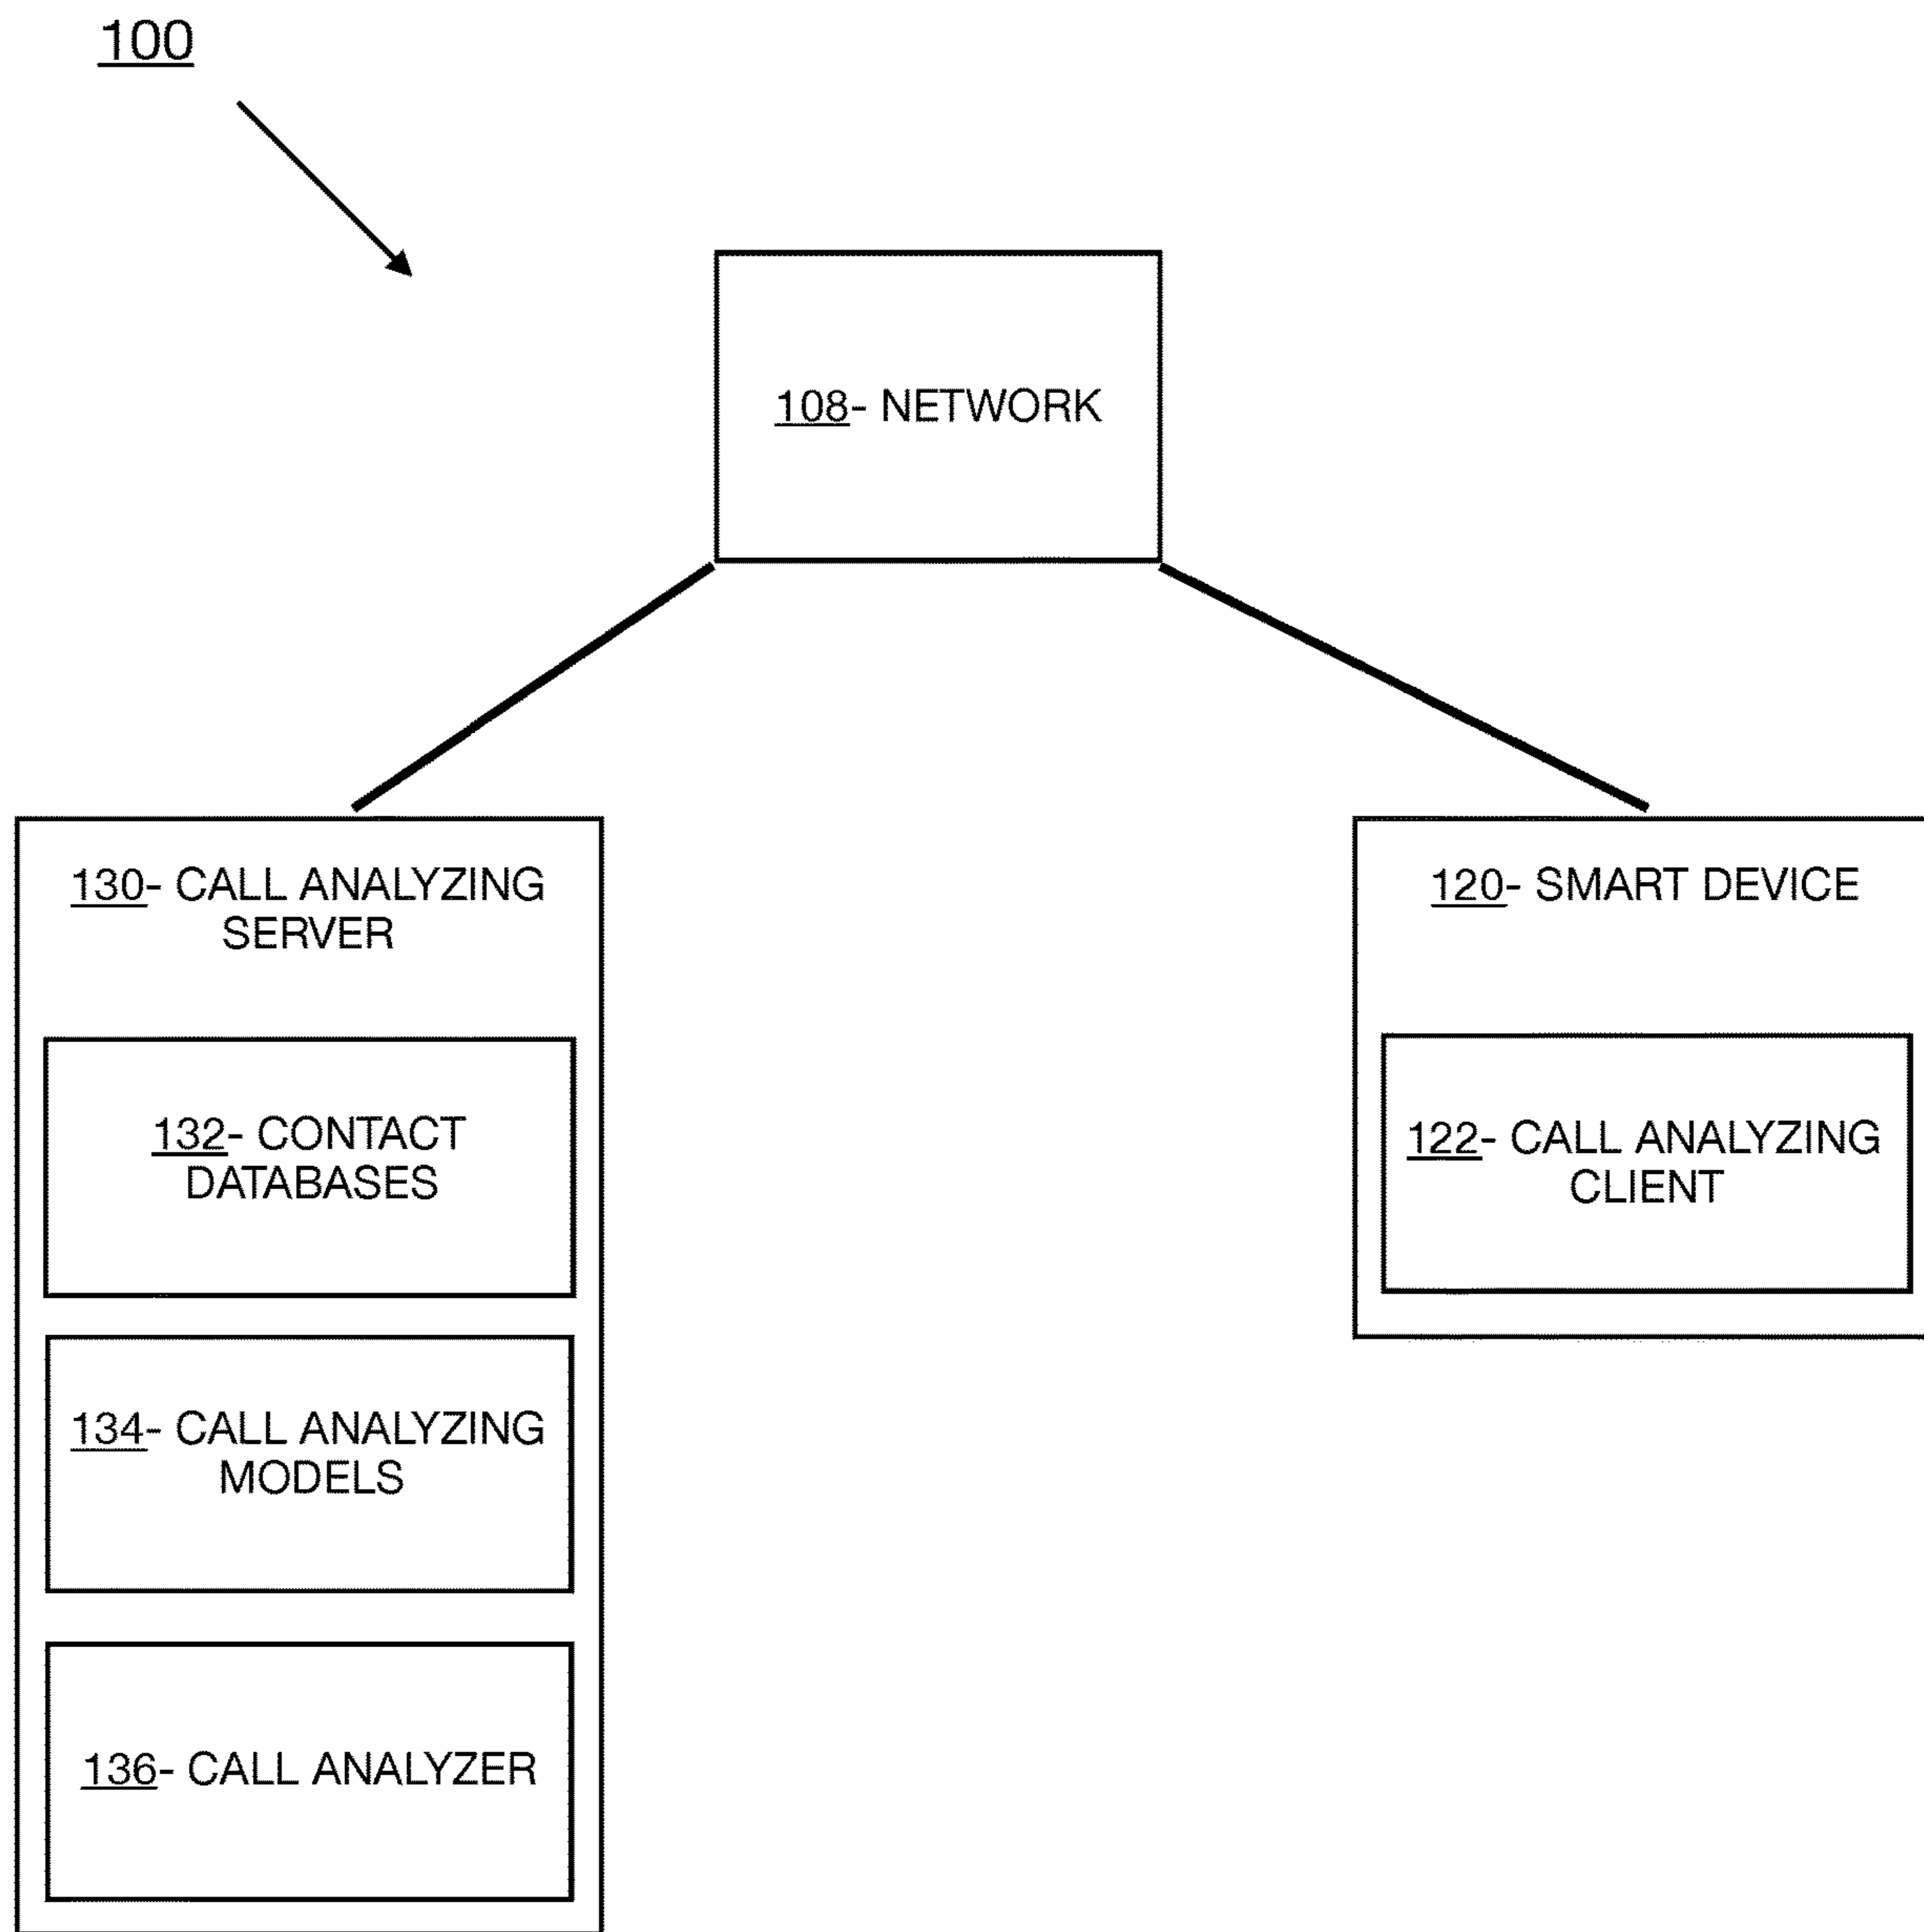 100
108- NETWORK
130- CALL ANALYZING
SERVER
132- CONTACT
DATABASES
134- CALL ANALYZING
MODELS
136- CALL ANALYZER
120- SMART DEVICE
122- CALL ANALYZING
CLIENT